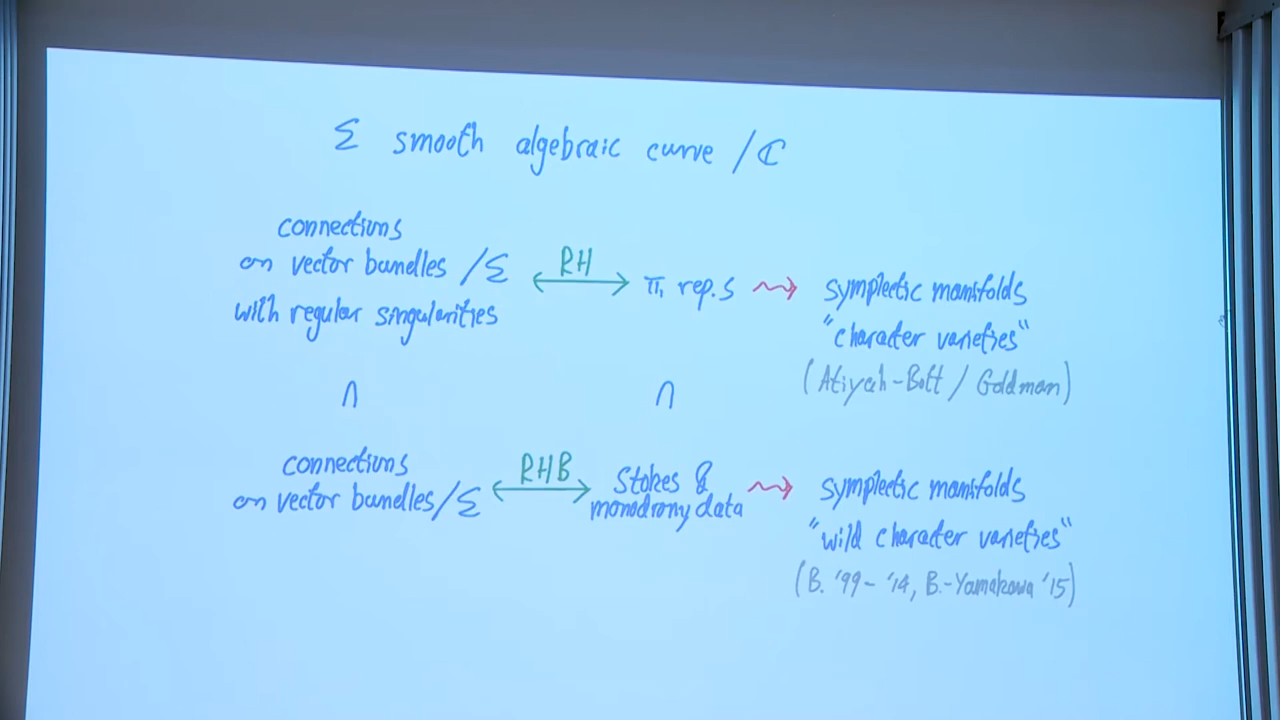 Σ smooth algebraic curve /ℂ
connections
on vector bundles /Σ
with regular singularities
RH
π₁ rep.s
symplectic manifolds
"character varieties"
(Atiyah-Bott / Goldman)
∩ ∩
connections
on vector bundles/Σ
RHB
Stokes &
monodromy data
symplectic manifolds
"wild character varieties"
(B. '99- '14, B.-Yamakawa '15)